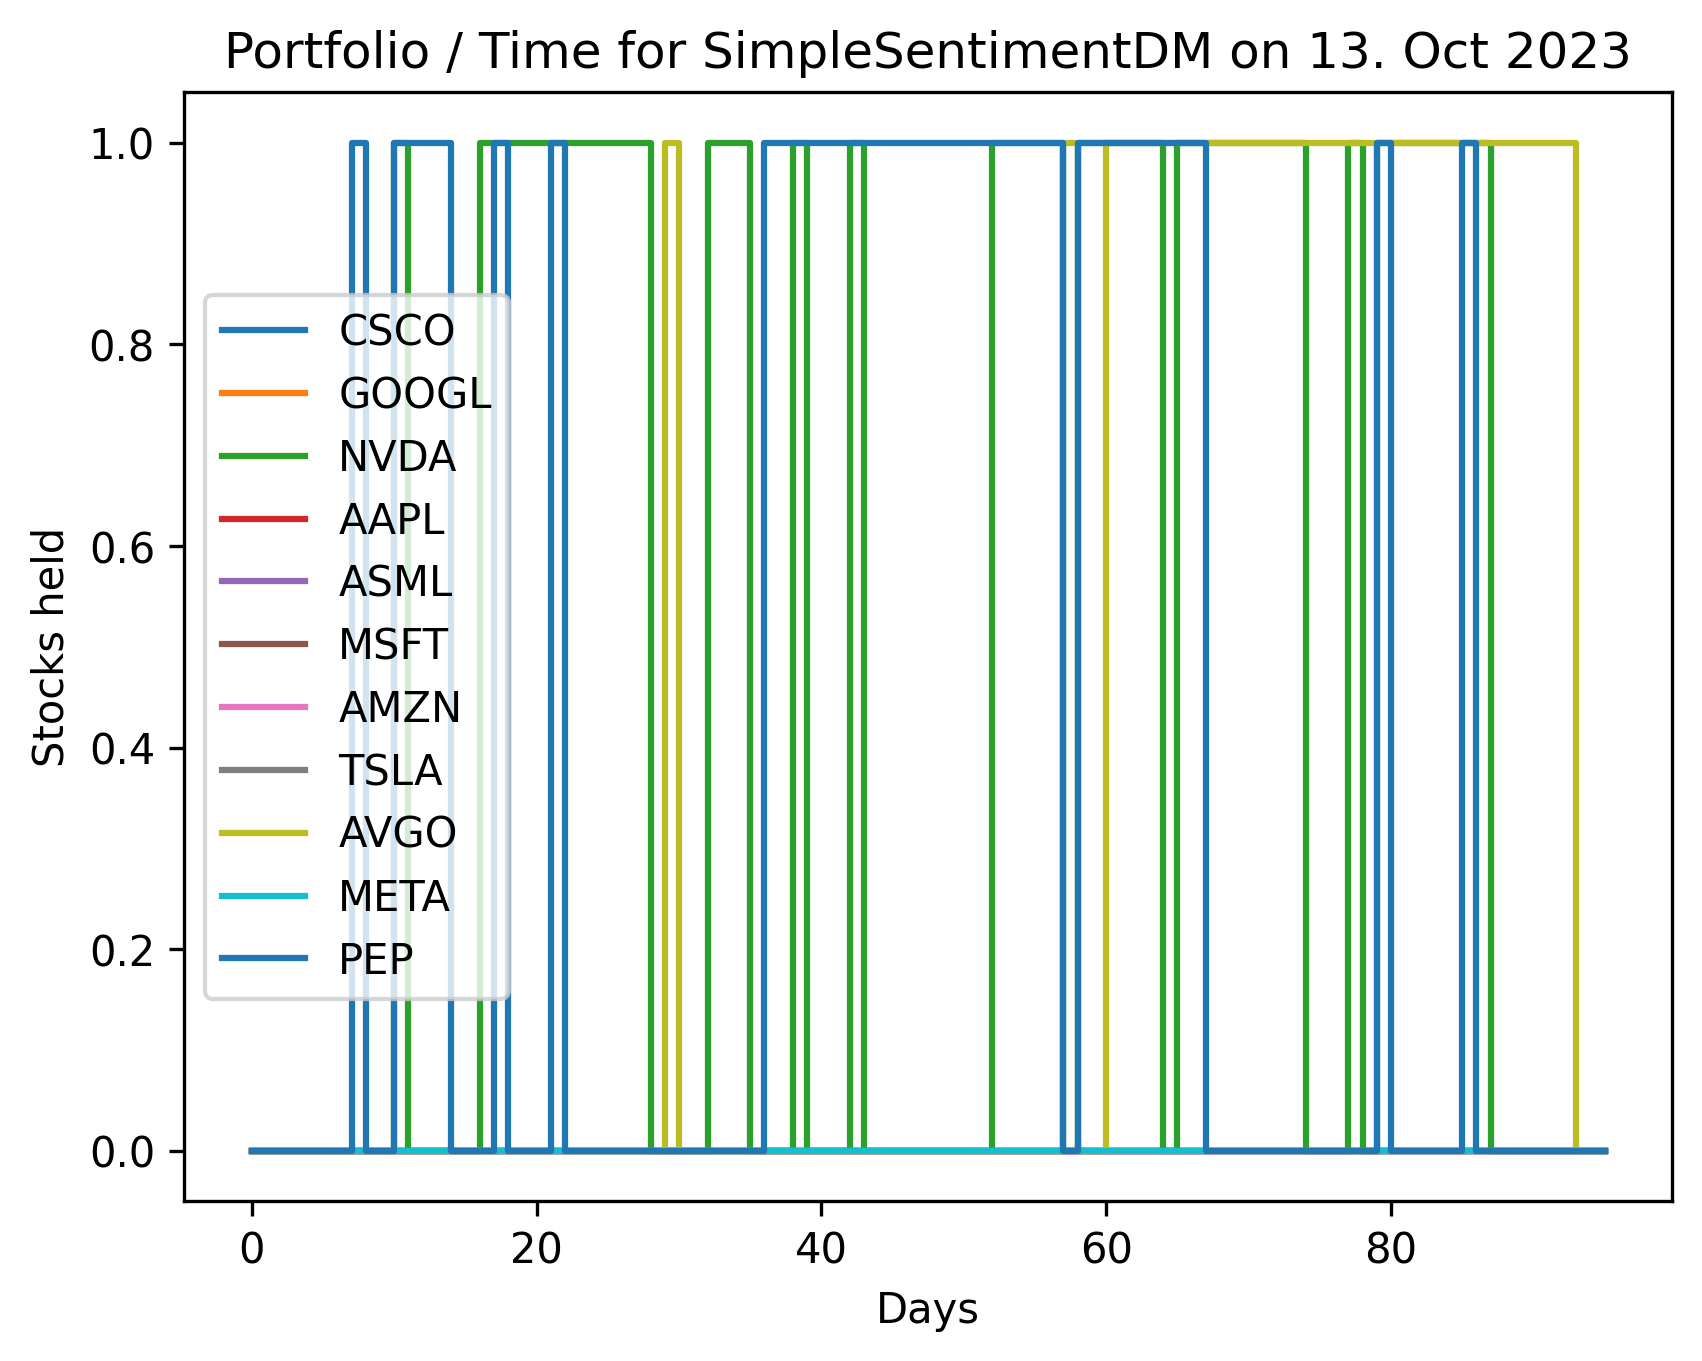 Portfolio / Time for SimpleSentimentDM on 13. Oct 2023
1.0
0.8
0.6
0.4
0.2
0.0
Stocks held
CSCO
GOOGL
NVDA
AAPL
ASML
MSFT
AMZN
TSLA
AVGO
META
PEP
0 20 40 60 80
Days